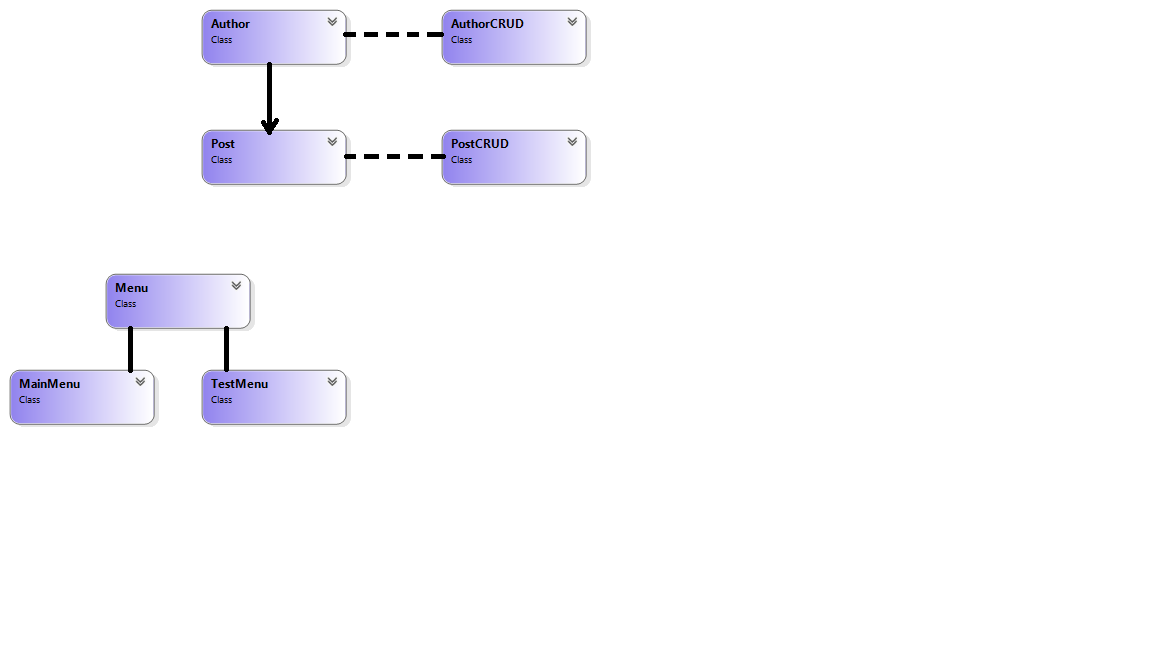 Author
Class
AuthorCRUD
Class
Post
Class
PostCRUD
Class
Menu
Class
MainMenu
Class
TestMenu
Class